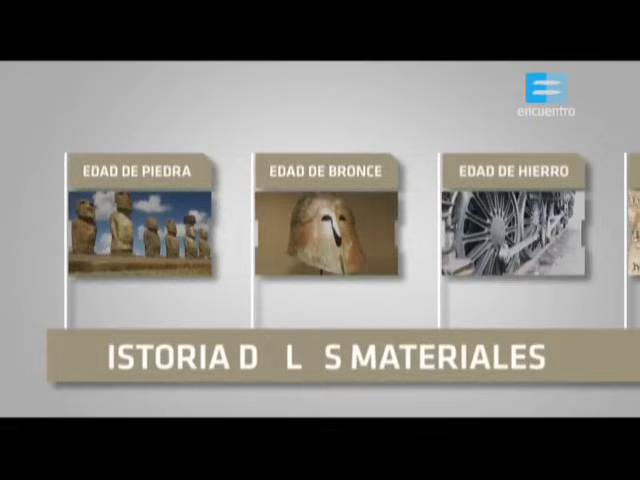 encuentro
EDAD DE PIEDRA
EDAD DE BRONCE
EDAD DE HIERRO
ISTORIA D L S MATERIALES